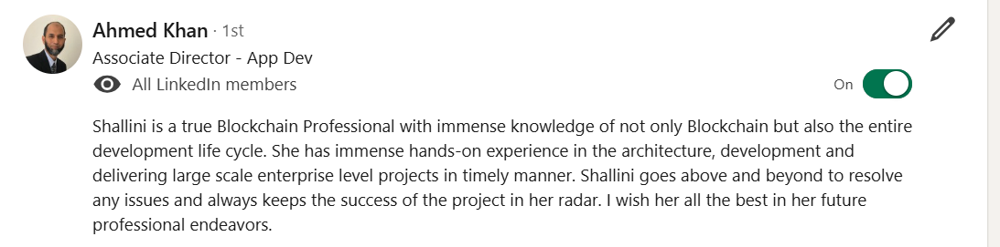 Ahmed Khan · 1st
Associate Director - App Dev
All LinkedIn members
On
Shallini is a true Blockchain Professional with immense knowledge of not only Blockchain but also the entire
development life cycle. She has immense hands-on experience in the architecture, development and
delivering large scale enterprise level projects in timely manner. Shallini goes above and beyond to resolve
any issues and always keeps the success of the project in her radar. I wish her all the best in her future
professional endeavors.